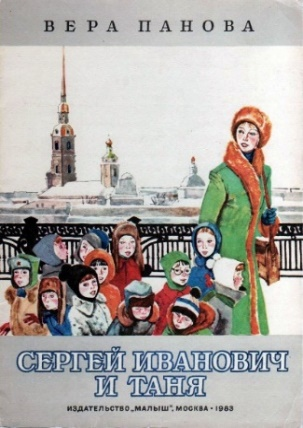 ВЕРА ПАНОВА
СЕРГЕЙ ИВАНОВИЧ
И ТАНЯ
ИЗДАТЕЛЬСТВО „МАЛЫШ", МОСКВА • 1983